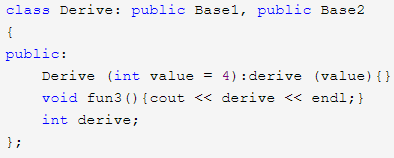 class Derive: public Base1, public Base2
{
public:
    Derive (int value = 4):derive (value){}
    void fun3(){cout << derive << endl;}
    int derive;
};